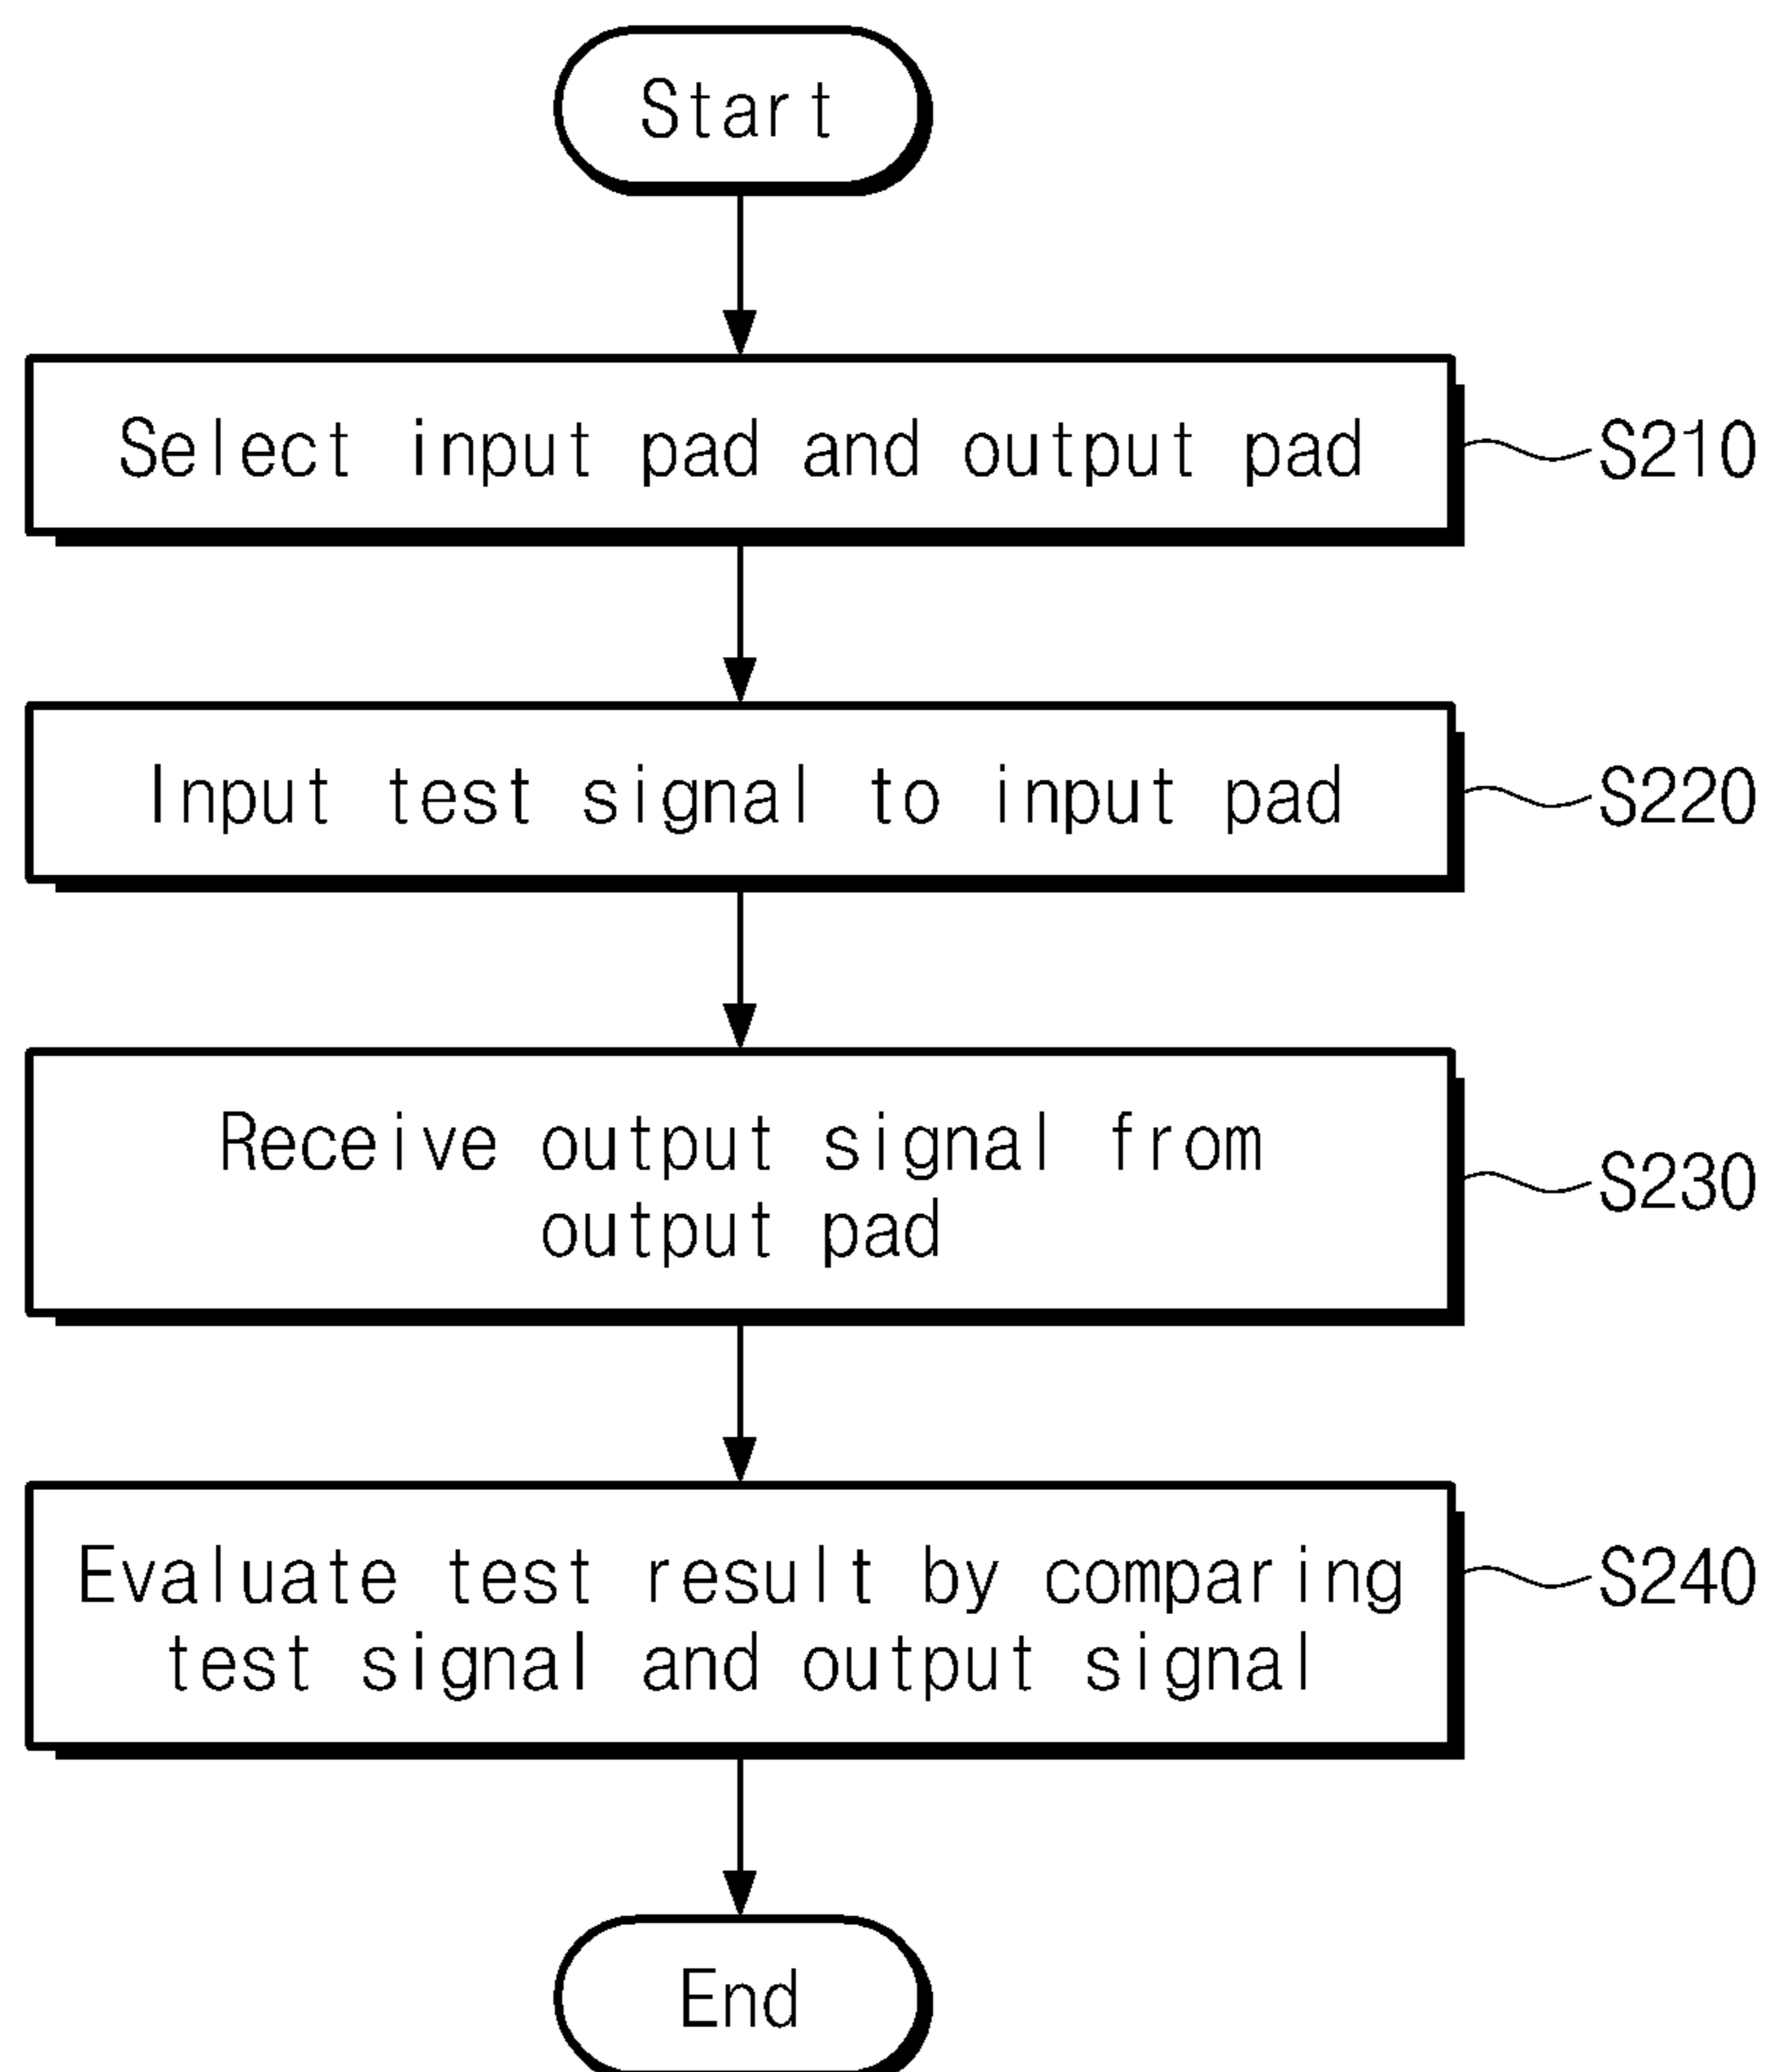 Start
Select input pad and output pad
S210
Input test signal to input pad
S220
Receive output signal from
output pad
S230
Evaluate test result by comparing
test signal and output signal
S240
End